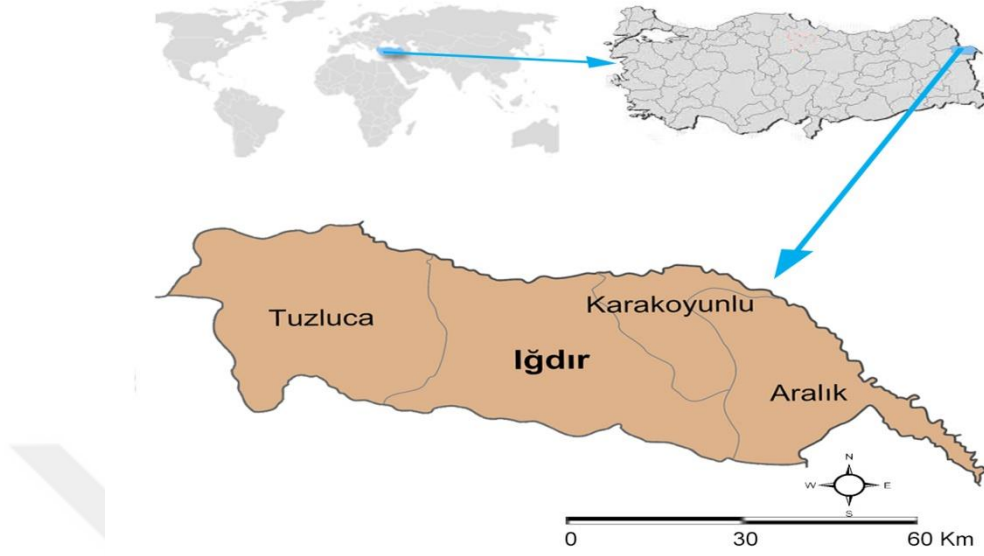 Karakoyunlu
Tuzluca
Iğdır
Aralık
N
W E
S
0 30 60 Km